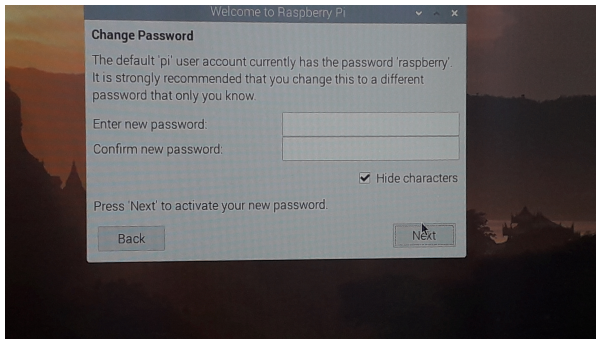 Welcome to Raspberry Pi
Change Password
The default 'pi' user account currently has the password 'raspberry'.
It is strongly recommended that you change this to a different
password that only you know.
Enter new password:
Confirm new password:
Hide characters
Press 'Next' to activate your new password.
Back
Next